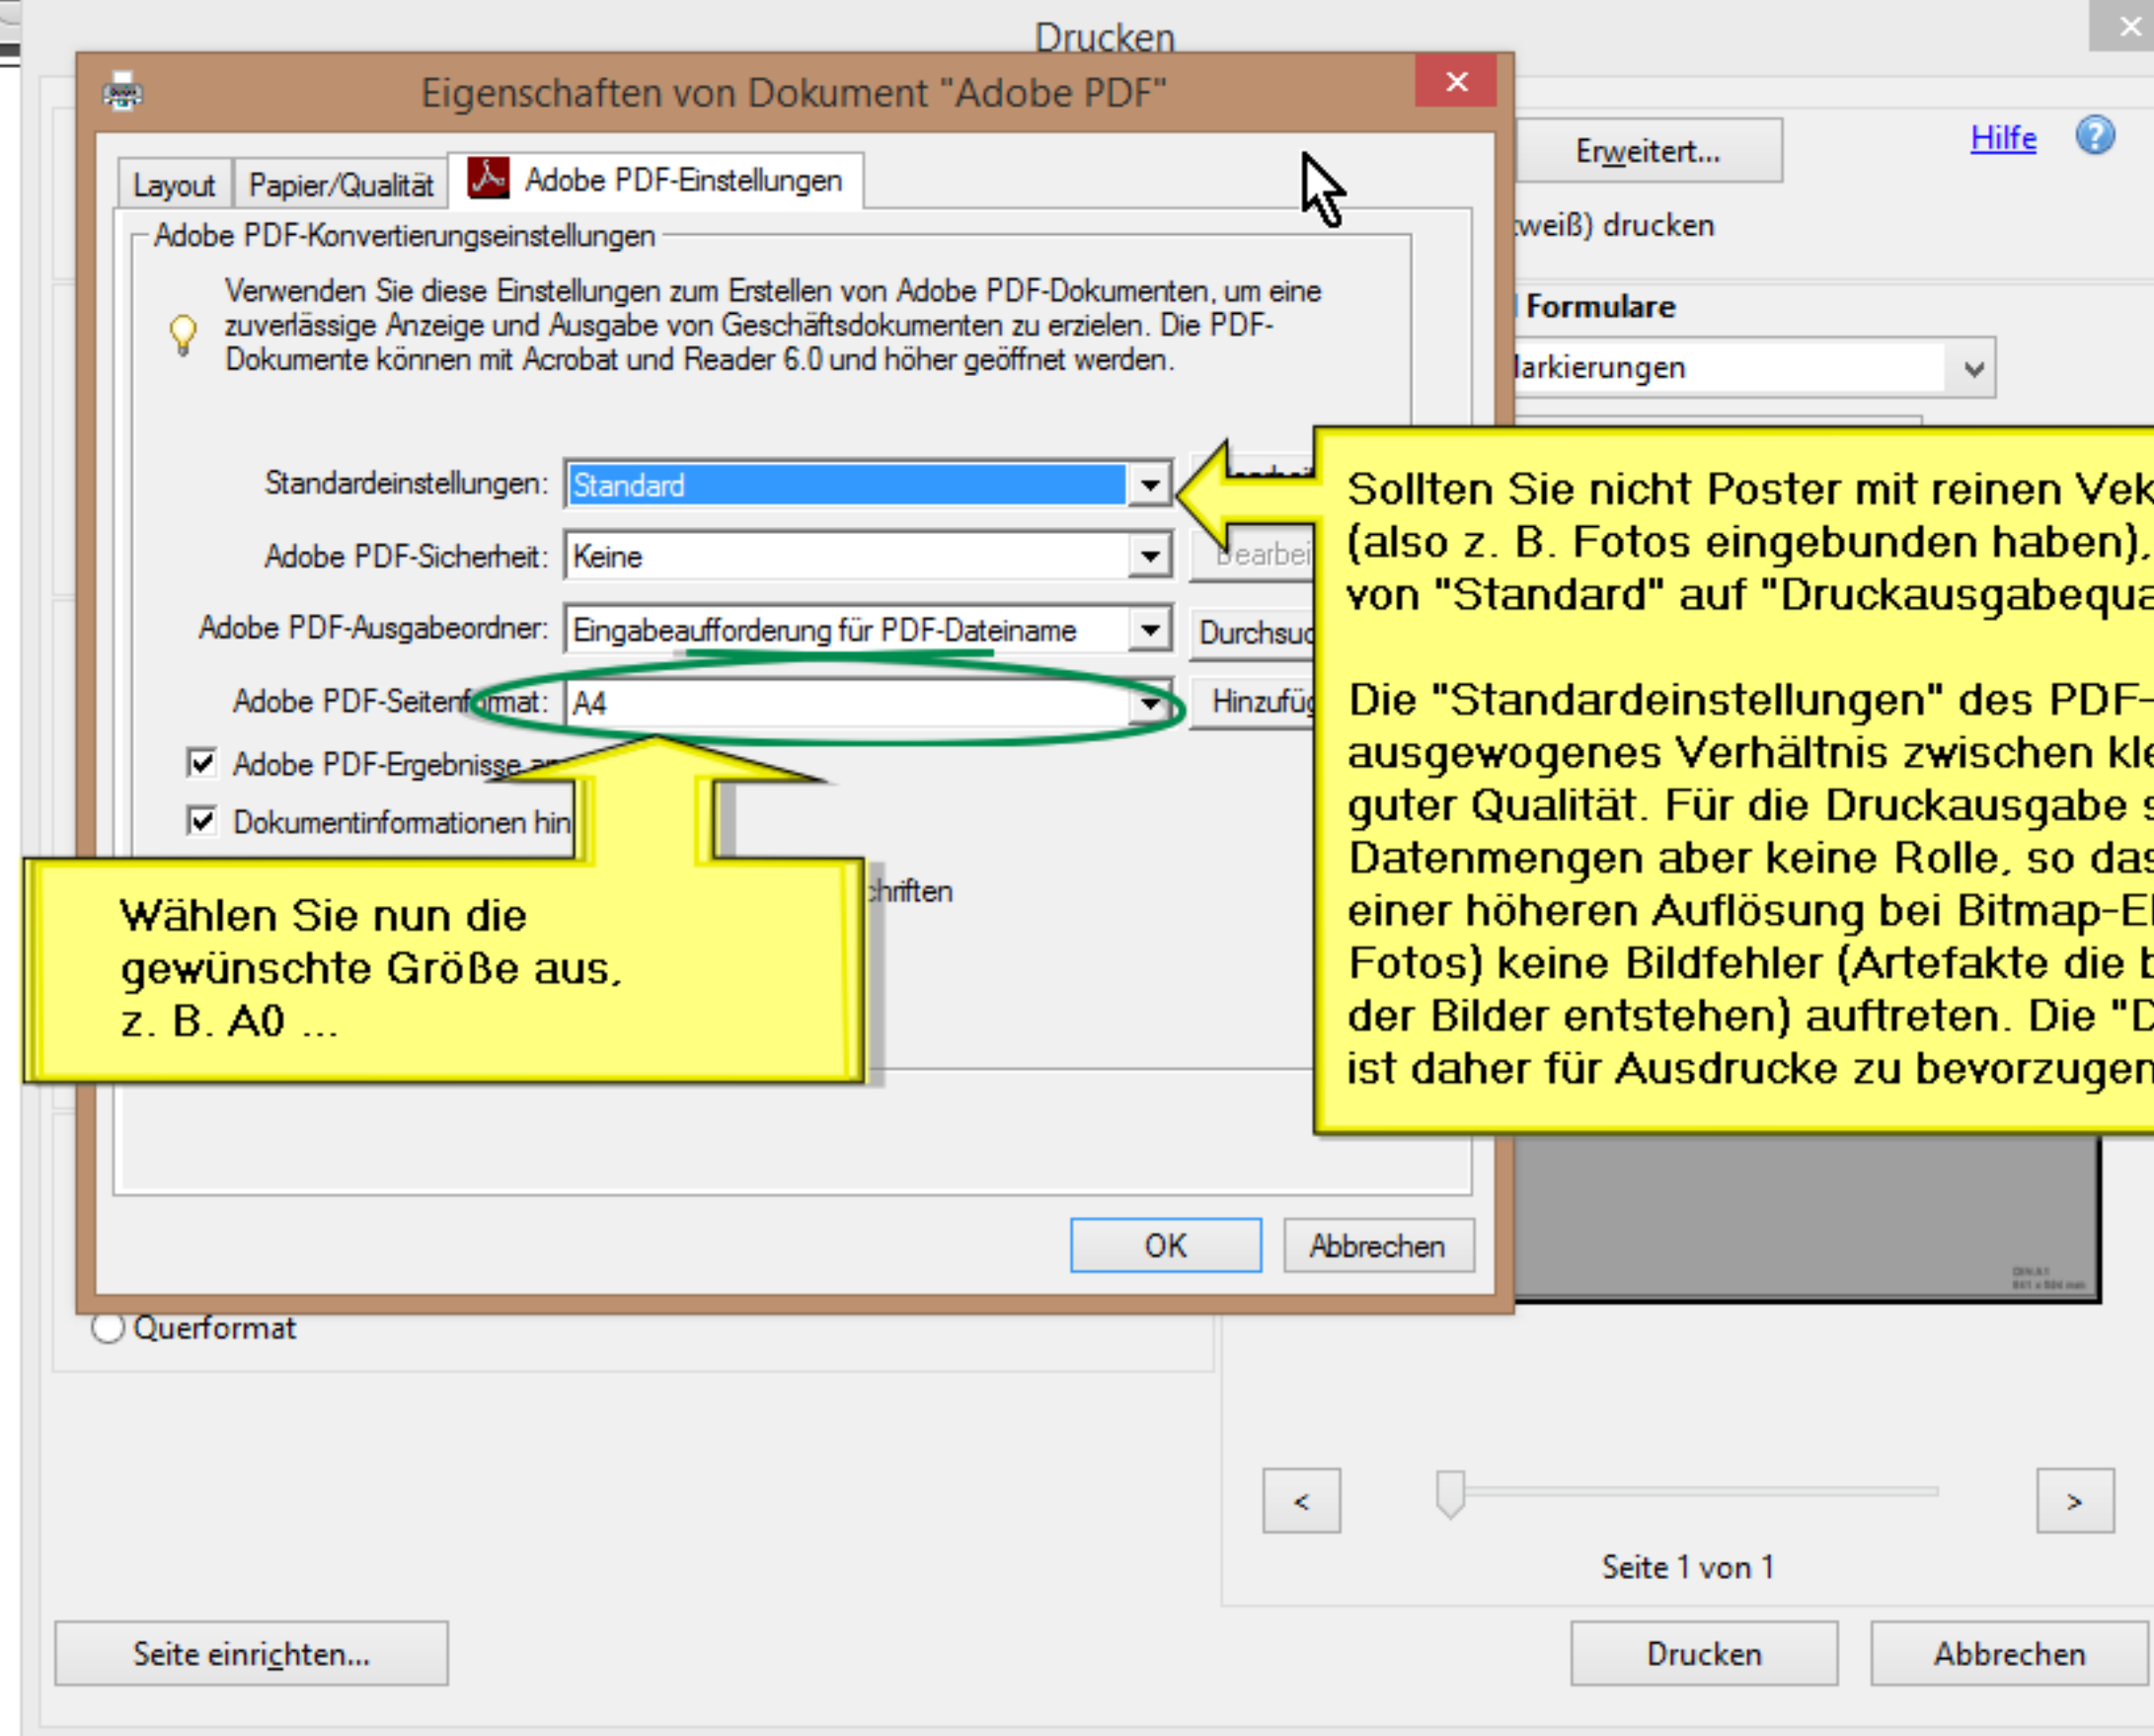 Drucken
Eigenschaften von Dokument "Adobe PDF"
Erweitert...
Hilfe
Layout
Papier/Qualität
Adobe PDF-Einstellungen
weiß) drucken
Adobe PDF-Konvertierungseinstellungen
Verwenden Sie diese Einstellungen zum Erstellen von Adobe PDF-Dokumenten, um eine
zuverlässige Anzeige und Ausgabe von Geschäftsdokumenten zu erzielen. Die PDF-
Dokumente können mit Acrobat und Reader 6.0 und höher geöffnet werden.
Formulare
arkierungen
Standardeinstellungen:
Standard
Adobe PDF-Sicherheit:
Keine
Bearbei
Adobe PDF-Ausgabeordner:
Eingabeaufforderung für PDF-Dateiname
Durchsuc
Adobe PDF-Seitenformat:
A4
Hinzufüg
Adobe PDF-Ergebnisse
Dokumentinformationen hin
chriften
Wählen Sie nun die
gewünschte Größe aus,
z. B. A0 ...
Sollten Sie nicht Poster mit reinen Vek
(also z. B. Fotos eingebunden haben),
von "Standard" auf "Druckausgabequa
Die "Standardeinstellungen" des PDF-
ausgewogenes Verhältnis zwischen kle
guter Qualität. Für die Druckausgabe s
Datenmengen aber keine Rolle, so das
einer höheren Auflösung bei Bitmap-El
Fotos) keine Bildfehler (Artefakte die b
der Bilder entstehen) auftreten. Die "D
ist daher für Ausdrucke zu bevorzugen
OK
Abbrechen
Querformat
<
>
Seite 1 von 1
Seite einrichten...
Drucken
Abbrechen